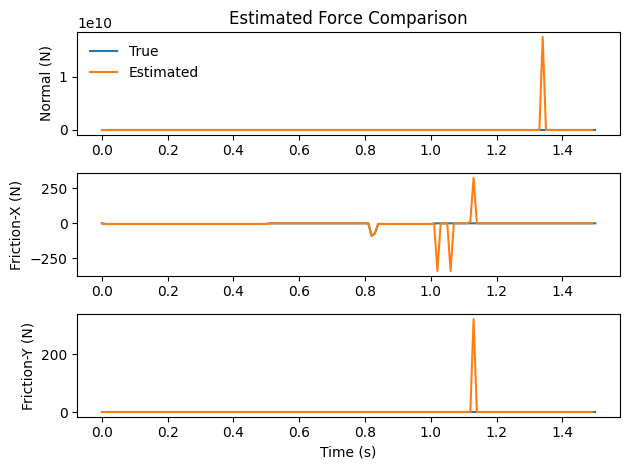 Estimated Force Comparison
1e10
Normal (N)
True
Estimated
1
0
0.0 0.2 0.4 0.6 0.8 1.0 1.2 1.4
Friction-X (N)
250
0
−250
0.0 0.2 0.4 0.6 0.8 1.0 1.2 1.4
Friction-Y (N)
200
0
0.0 0.2 0.4 0.6 0.8 1.0 1.2 1.4
Time (s)